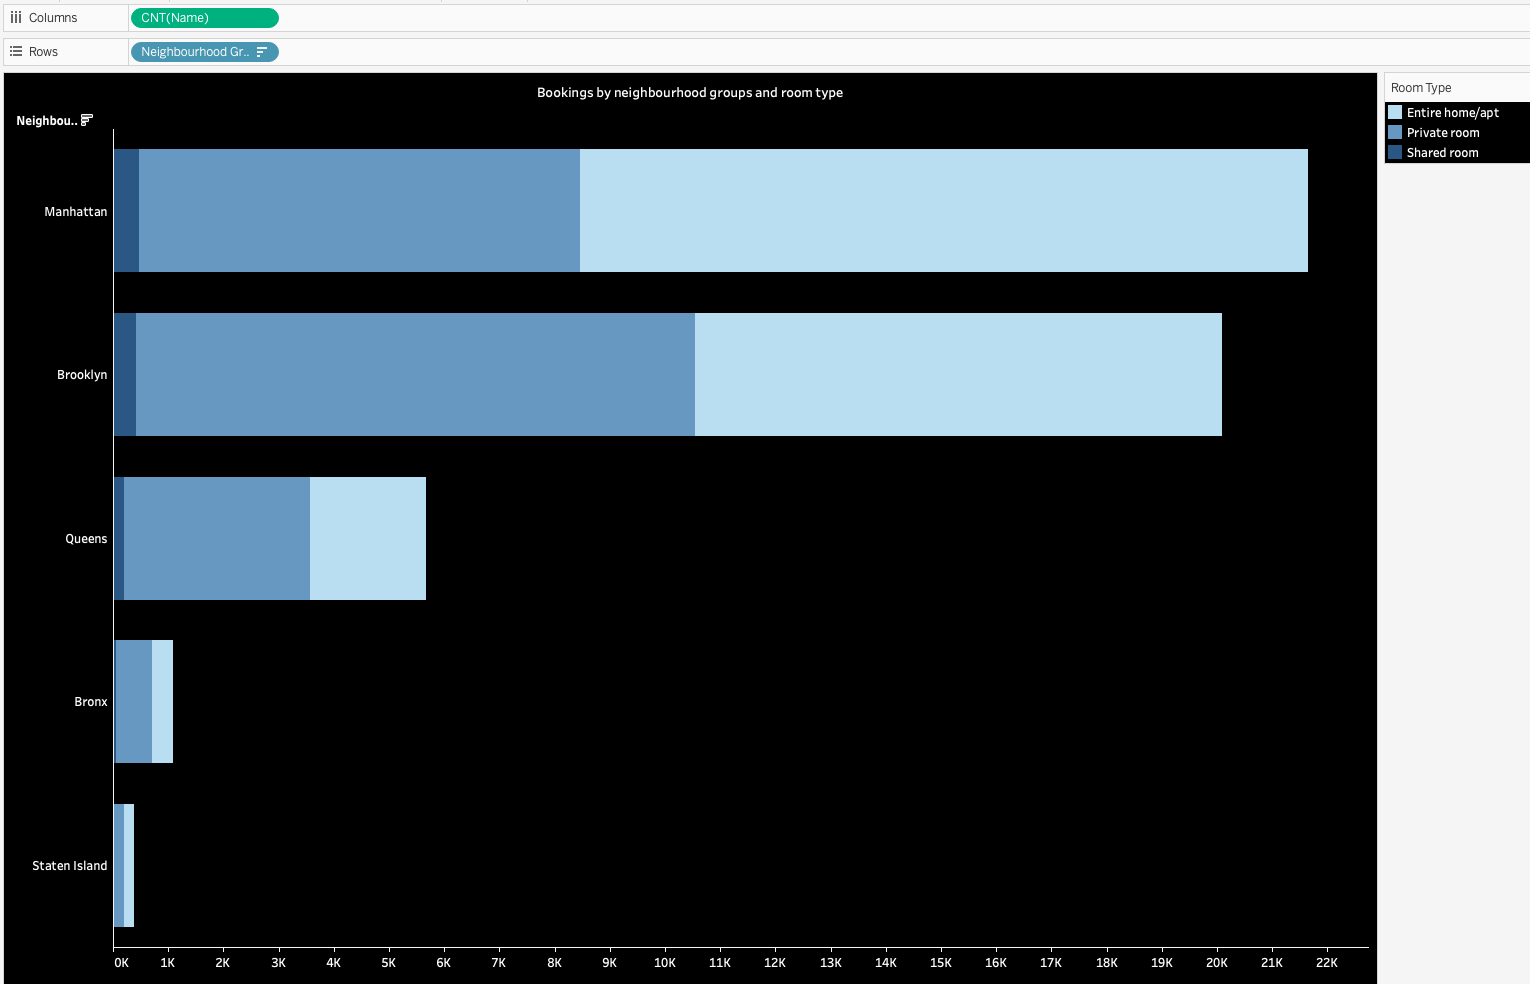 Columns
CNT(Name)
Rows
Neighbourhood Gr..
Bookings by neighbourhood groups and room type
Neighbou..
Manhattan
Brooklyn
Queens
Bronx
Staten Island
0K 1K 2K 3K 4K 5K 6K 7K 8K 9K 10K 11K 12K 13K 14K 15K 16K 17K 18K 19K 20K 21K 22K
Room Type
Entire home/apt
Private room
Shared room